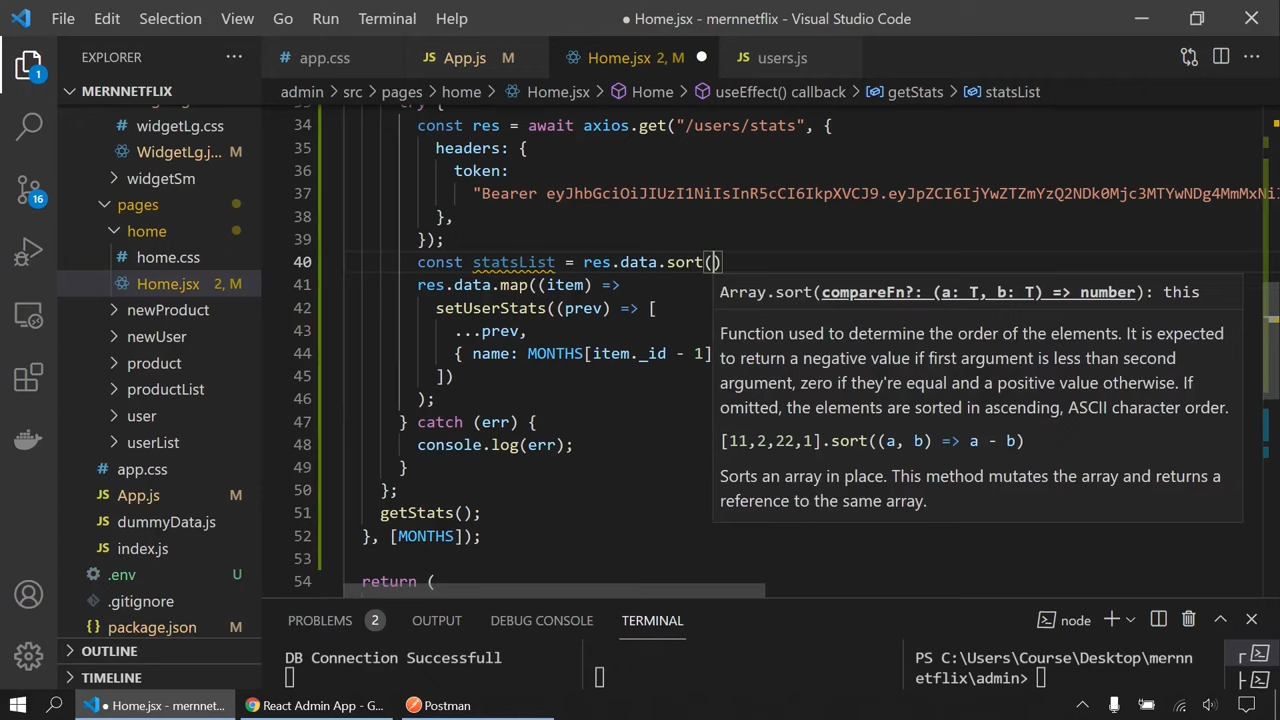 File Edit Selection View Go Run Terminal Help
● Home.jsx - mernnetflix - Visual Studio Code
EXPLORER
MERNNETFLIX
widgetLg.css
WidgetLg.j... M
widgetSm
pages
home
home.css
Home.jsx 2, M
newProduct
newUser
product
productList
user
userList
app.css
JS App.js M
JS dummyData.js
JS index.js
.env U
.gitignore
{} package.json M
OUTLINE
TIMELINE
1
16
# app.css
JS App.js M
Home.jsx 2, M ●
JS users.js
admin > src > pages > home > Home.jsx > Home > useEffect() callback > getStats > statsList
34 const res = await axios.get("/users/stats", {
35 headers: {
36 token:
37 "Bearer eyJhbGciOiJIUzI1NiIsInR5cCI6IkpXVCJ9.eyJpZCI6IjYwZTZmYzQ2NDk0Mjc3MTYwNDg4MmMxNi
38 },
39 });
40 const statsList = res.data.sort()
41 res.data.map((item) =>
42 setUserStats((prev) => [
43 ...prev,
44 { name: MONTHS[item._id - 1]
45 ])
46 );
47 } catch (err) {
48 console.log(err);
49 }
50 };
51 getStats();
52 }, [MONTHS]);
53
54 return (
Array.sort(compareFn?: (a: T, b: T) => number): this
Function used to determine the order of the elements. It is expected
to return a negative value if first argument is less than second
argument, zero if they're equal and a positive value otherwise. If
omitted, the elements are sorted in ascending, ASCII character order.
[11,2,22,1].sort((a, b) => a - b)
Sorts an array in place. This method mutates the array and returns a
reference to the same array.
PROBLEMS 2 OUTPUT DEBUG CONSOLE TERMINAL
node
DB Connection Successfull
PS C:\Users\Course\Desktop\mernn
etflix\admin>
● Home.jsx - mernnet...
React Admin App - G...
Postman